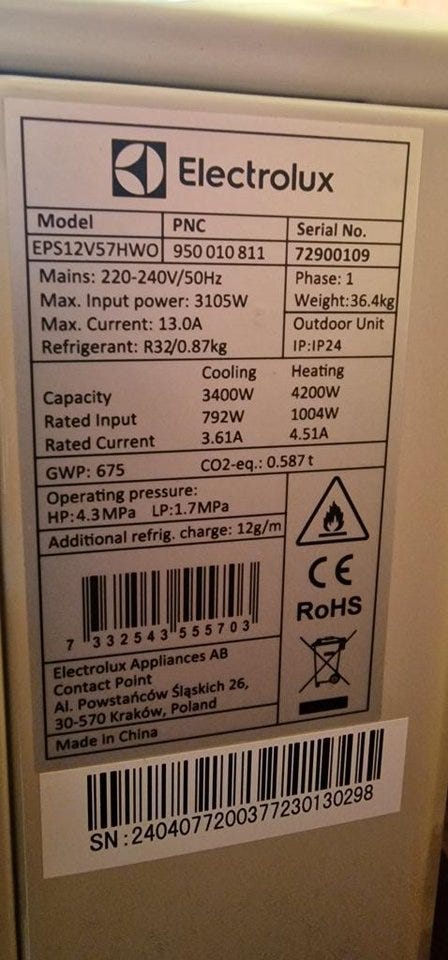 Electrolux
Model PNC Serial No.
EPS12V57HWO 950 010 811 72900109
Mains: 220-240V/50Hz Phase: 1
Max. Input power: 3105W Weight:36.4kg
Max. Current: 13.0A Outdoor Unit
Refrigerant: R32/0.87kg IP:IP24
Cooling Heating
Capacity 3400W 4200W
Rated Input 792W 1004W
Rated Current 3.61A 4.51A
GWP: 675 CO2-eq.: 0.587 t
Operating pressure:
HP:4.3MPa LP:1.7MPa
Additional refrig. charge: 12g/m
CE
RoHS
7 332543 555703
Electrolux Appliances AB
Contact Point
Al. Powstańców Śląskich 26,
30-570 Kraków, Poland
Made in China
SN:2404077200377230130298